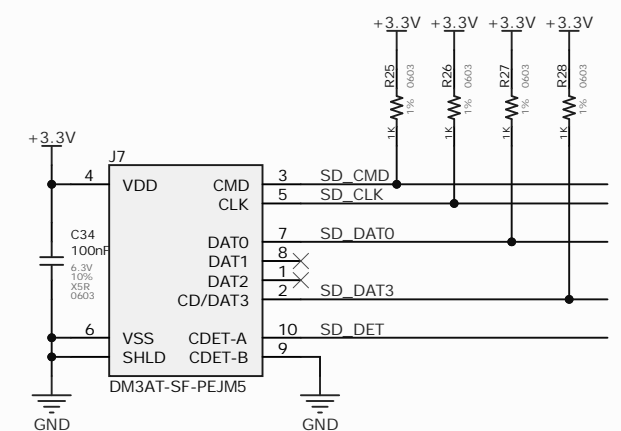 +3.3V +3.3V +3.3V +3.3V
R25 0603 1% 1K
R26 0603 1% 1K
R27 0603 1% 1K
R28 0603 1% 1K
+3.3V
J7
4 VDD CMD 3 SD_CMD
CLK 5 SD_CLK
C34
100nF
6.3V
10%
X5R
0603
DAT0 7 SD_DAT0
DAT1 8
DAT2 1
CD/DAT3 2 SD_DAT3
6 VSS CDET-A 10 SD_DET
SHLD CDET-B 9
DM3AT-SF-PEJM5
GND GND